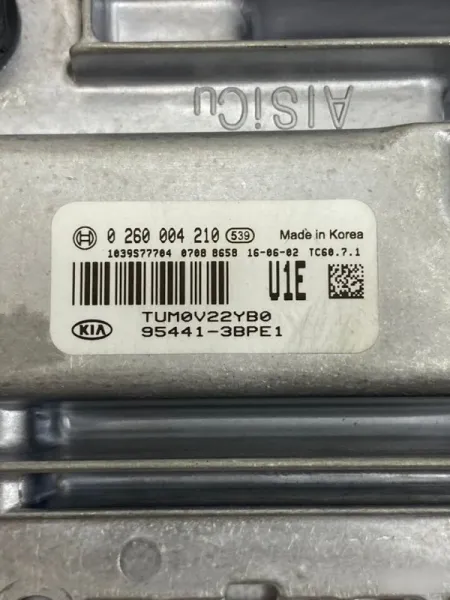 AlSiCu
0 260 004 210 539 Made in Korea
1039S77704 0708 8658 16-06-02 TC60.7.1
U1E
TUM0V22YB0
KIA 95441-3BPE1